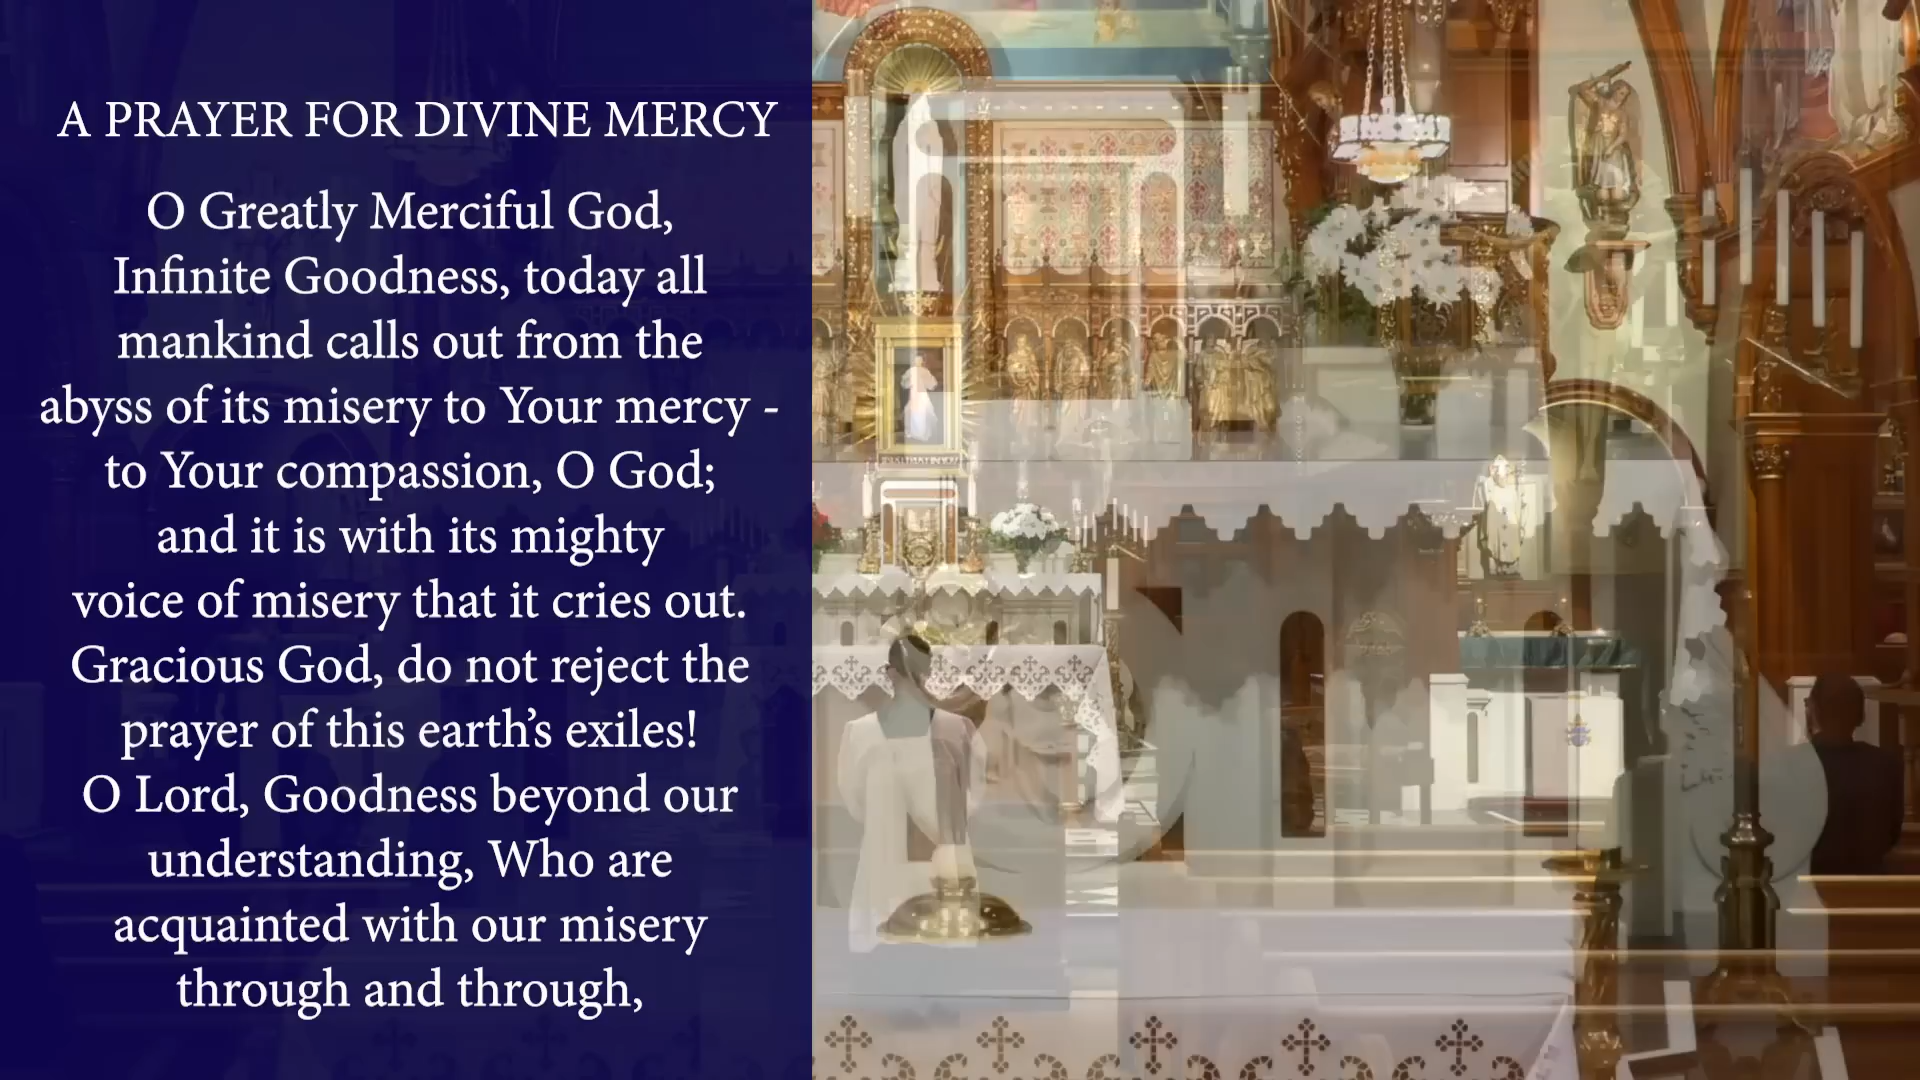 A PRAYER FOR DIVINE MERCY
O Greatly Merciful God,
Infinite Goodness, today all
mankind calls out from the
abyss of its misery to Your mercy -
to Your compassion, O God;
and it is with its mighty
voice of misery that it cries out.
Gracious God, do not reject the
prayer of this earth’s exiles!
O Lord, Goodness beyond our
understanding, Who are
acquainted with our misery
through and through,